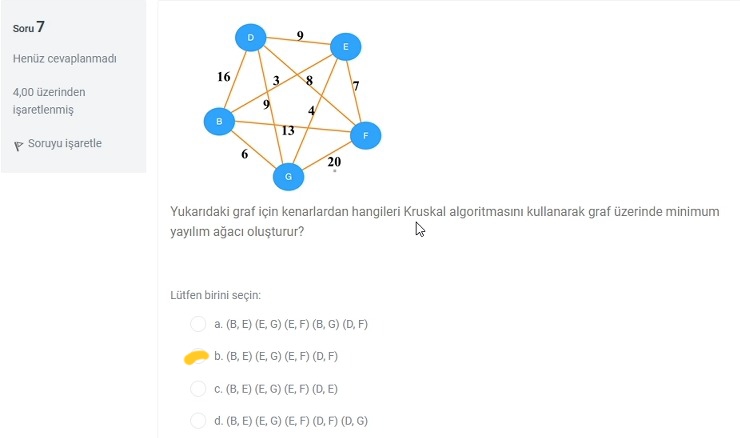 Soru 7
Henüz cevaplanmadı
4,00 üzerinden
işaretlenmiş
Soruyu işaretle
D
9
E
16
3
8
7
9
4
B
13
F
6
20
G
Yukarıdaki graf için kenarlardan hangileri Kruskal algoritmasını kullanarak graf üzerinde minimum
yayılım ağacı oluşturur?
Lütfen birini seçin:
a. (B, E) (E, G) (E, F) (B, G) (D, F)
b. (B, E) (E, G) (E, F) (D, F)
c. (B, E) (E, G) (E, F) (D, E)
d. (B, E) (E, G) (E, F) (D, F) (D, G)